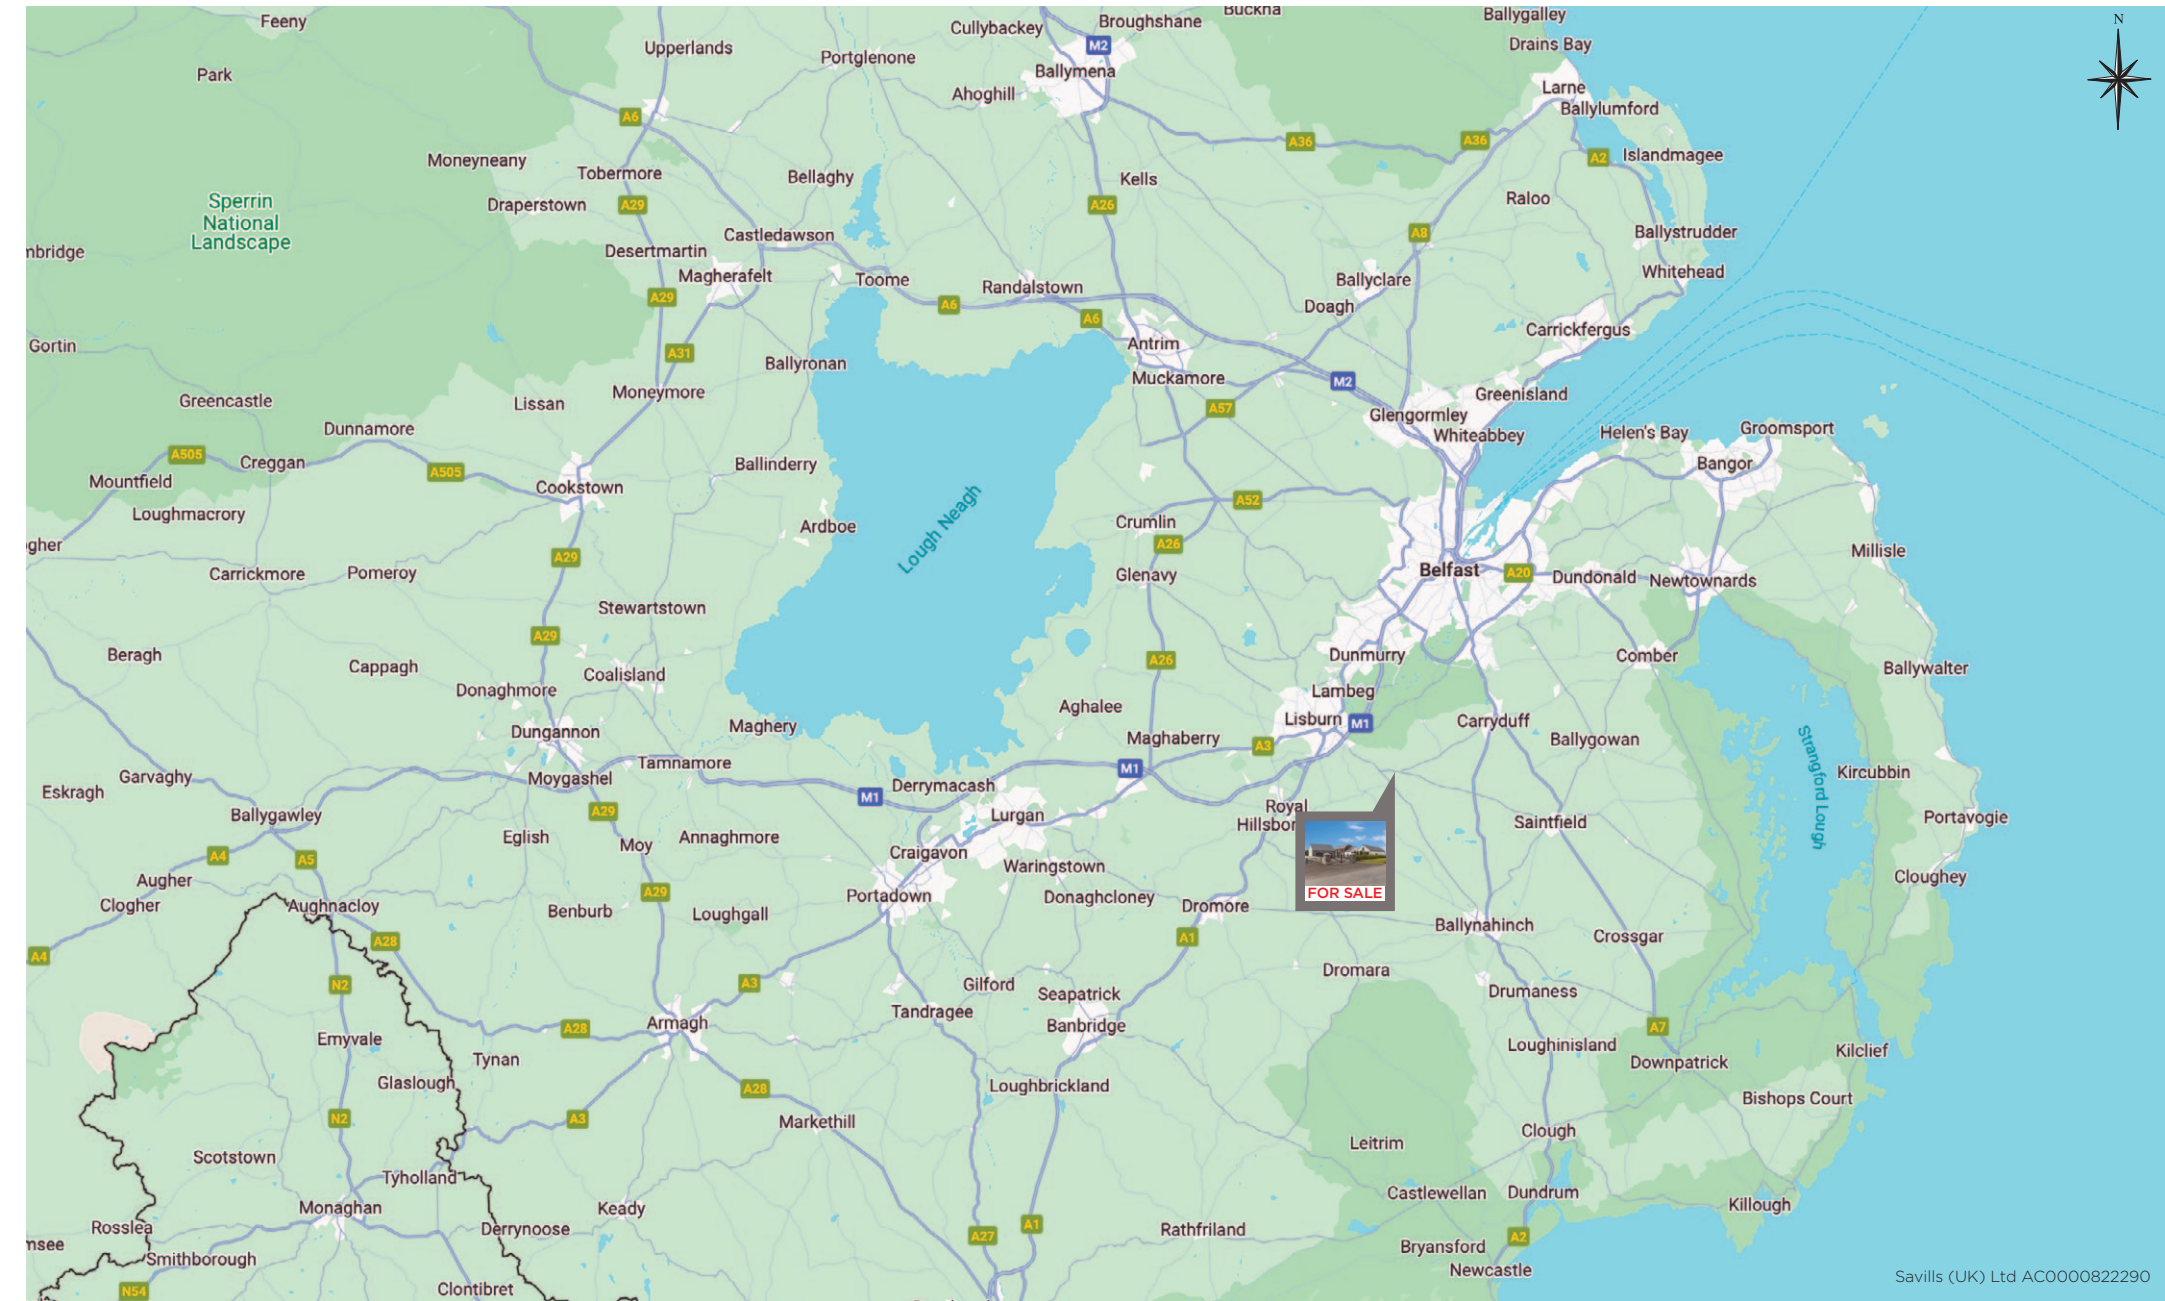 Feeny
Cullybackey
Broughshane
Ballygalley
N
Upperlands
Portglenone
M2
Drains Bay
Park
Ballymena
Ahoghill
Larne
Ballylumford
A6
A36
A36
Moneyneany
A2
Islandmagee
Tobermore
Bellaghy
Kells
Raloo
Sperrin
National
Landscape
Draperstown
A29
A26
A8
Ballystrudder
Castledawson
mbridge
Desertmartin
Magherafelt
Toome
Randalstown
Ballyclare
Whitehead
A29
A6
A6
Doagh
Carrickfergus
Gortin
A31
Ballyronan
Antrim
Muckamore
M2
Greencastle
Lissan
Moneymore
A57
Greenisland
Glengormley
Whiteabbey
Dunnamore
Helen's Bay
Groomsport
A505
Creggan
A505
Ballinderry
Bangor
Mountfield
Cookstown
Loughmacrory
A52
Ardboe
Lough Neagh
Crumlin
gher
A29
A26
Millisle
Carrickmore
Pomeroy
Glenavy
Belfast
A20
Dundonald
Newtownards
Stewartstown
A29
Beragh
Cappagh
Coalisland
A26
Dunmurry
Comber
Ballywalter
Donaghmore
Lambeg
Aghalee
Lisburn
M1
Carryduff
Dungannon
Maghery
Maghaberry
A3
Ballygowan
Strangford Lough
Garvaghy
Moygashel
Tamnamore
M1
Kircubbin
Eskragh
M1
Derrymacash
Royal
Hillsbor
Ballygawley
A29
Lurgan
Saintfield
Portavogie
Eglish
Moy
Annaghmore
Craigavon
A4
A5
Waringstown
Augher
Clogher
A29
Portadown
Donaghcloney
FOR SALE
Cloughey
Aughnacloy
Benburb
Loughgall
Dromore
Ballynahinch
A4
A28
A1
Crossgar
N2
A3
Gilford
Seapatrick
Dromara
Drumaness
Tandragee
Armagh
Banbridge
A28
A7
Emyvale
Tynan
Loughinisland
Downpatrick
Kilclief
Glaslough
A28
Loughbrickland
Bishops Court
N2
A3
Markethill
Clough
Leitrim
Scotstown
Tyholland
Castlewellan
Dundrum
Monaghan
Keady
Killough
Rosslea
Derrynoose
A27
A1
Rathfriland
A2
msee
Smithborough
Bryansford
Newcastle
N54
Clontibret
Savills (UK) Ltd AC0000822290